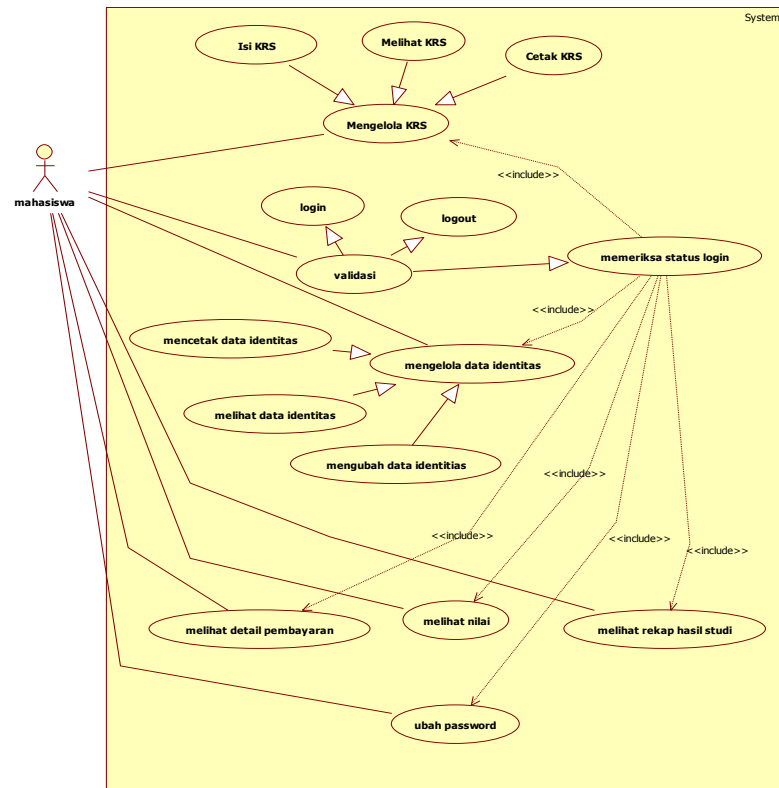 System
Isi KRS
Melihat KRS
Cetak KRS
Mengelola KRS
mahasiswa
<<include>>
login
logout
validasi
memeriksa status login
<<include>>
mencetak data identitas
mengelola data identitas
melihat data identitas
mengubah data identitias
<<include>>
<<include>>
<<include>>
<<include>>
melihat detail pembayaran
melihat nilai
melihat rekap hasil studi
ubah password